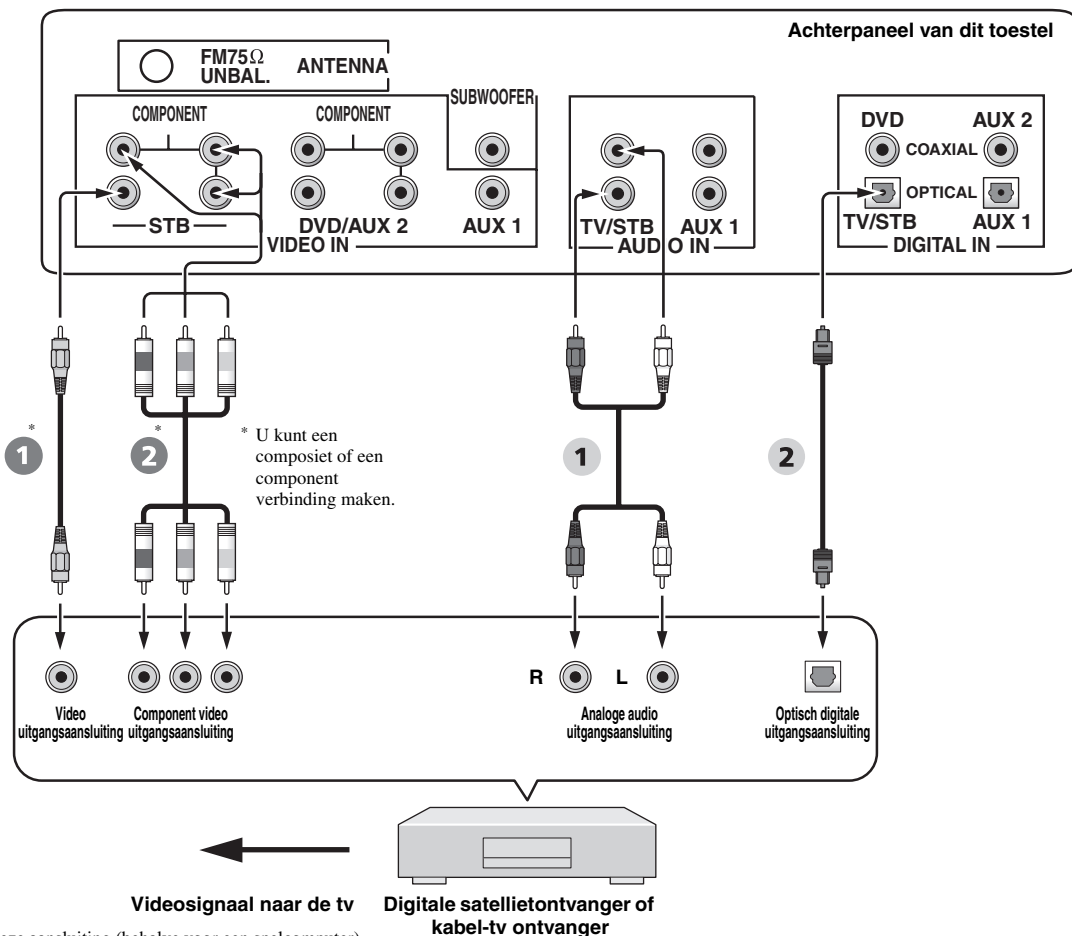 Achterpaneel van dit toestel
FM75Ω
UNBAL.
ANTENNA
SUBWOOFER
COMPONENT
COMPONENT
STB
DVD/AUX 2
AUX 1
VIDEO IN
TV/STB
AUX 1
AUDIO IN
DVD
AUX 2
COAXIAL
OPTICAL
TV/STB
AUX 1
DIGITAL IN
1
*
2
*
* U kunt een
composiet of een
component
verbinding maken.
1
2
Video
uitgangsaansluiting
Component video
uitgangsaansluiting
R
L
Analoge audio
uitgangsaansluiting
Optisch digitale
uitgangsaansluiting
Videosignaal naar de tv
Digitale satellietontvanger of
kabel-tv ontvanger